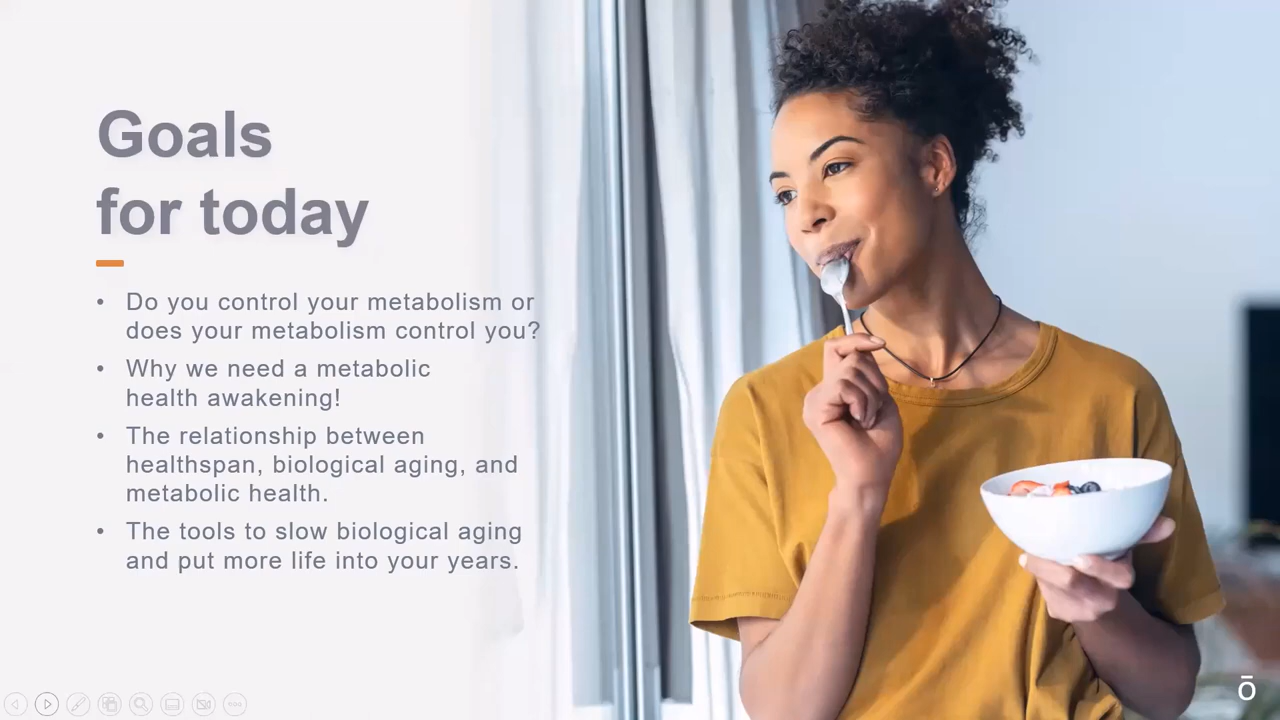 Goals
for today
• Do you control your metabolism or
does your metabolism control you?
• Why we need a metabolic
health awakening!
• The relationship between
healthspan, biological aging, and
metabolic health.
• The tools to slow biological aging
and put more life into your years.
ō